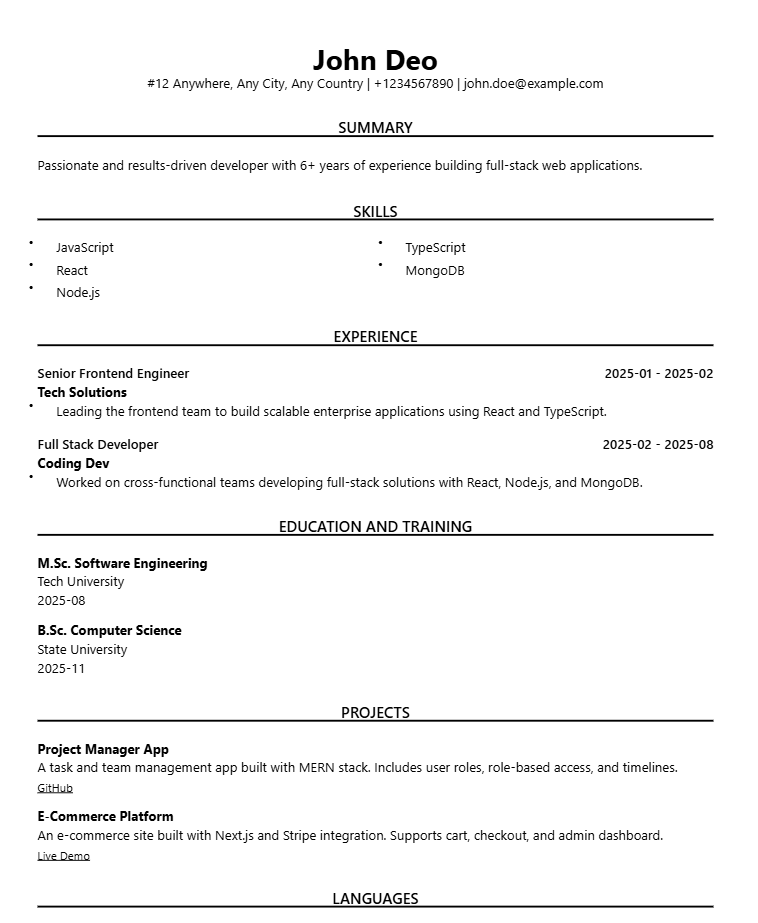 John Deo
#12 Anywhere, Any City, Any Country | +1234567890 | john.doe@example.com
SUMMARY
Passionate and results-driven developer with 6+ years of experience building full-stack web applications.
SKILLS
• JavaScript • TypeScript
• React • MongoDB
• Node.js
EXPERIENCE
Senior Frontend Engineer 2025-01 - 2025-02
Tech Solutions
• Leading the frontend team to build scalable enterprise applications using React and TypeScript.
Full Stack Developer 2025-02 - 2025-08
Coding Dev
• Worked on cross-functional teams developing full-stack solutions with React, Node.js, and MongoDB.
EDUCATION AND TRAINING
M.Sc. Software Engineering
Tech University
2025-08
B.Sc. Computer Science
State University
2025-11
PROJECTS
Project Manager App
A task and team management app built with MERN stack. Includes user roles, role-based access, and timelines.
GitHub
E-Commerce Platform
An e-commerce site built with Next.js and Stripe integration. Supports cart, checkout, and admin dashboard.
Live Demo
LANGUAGES